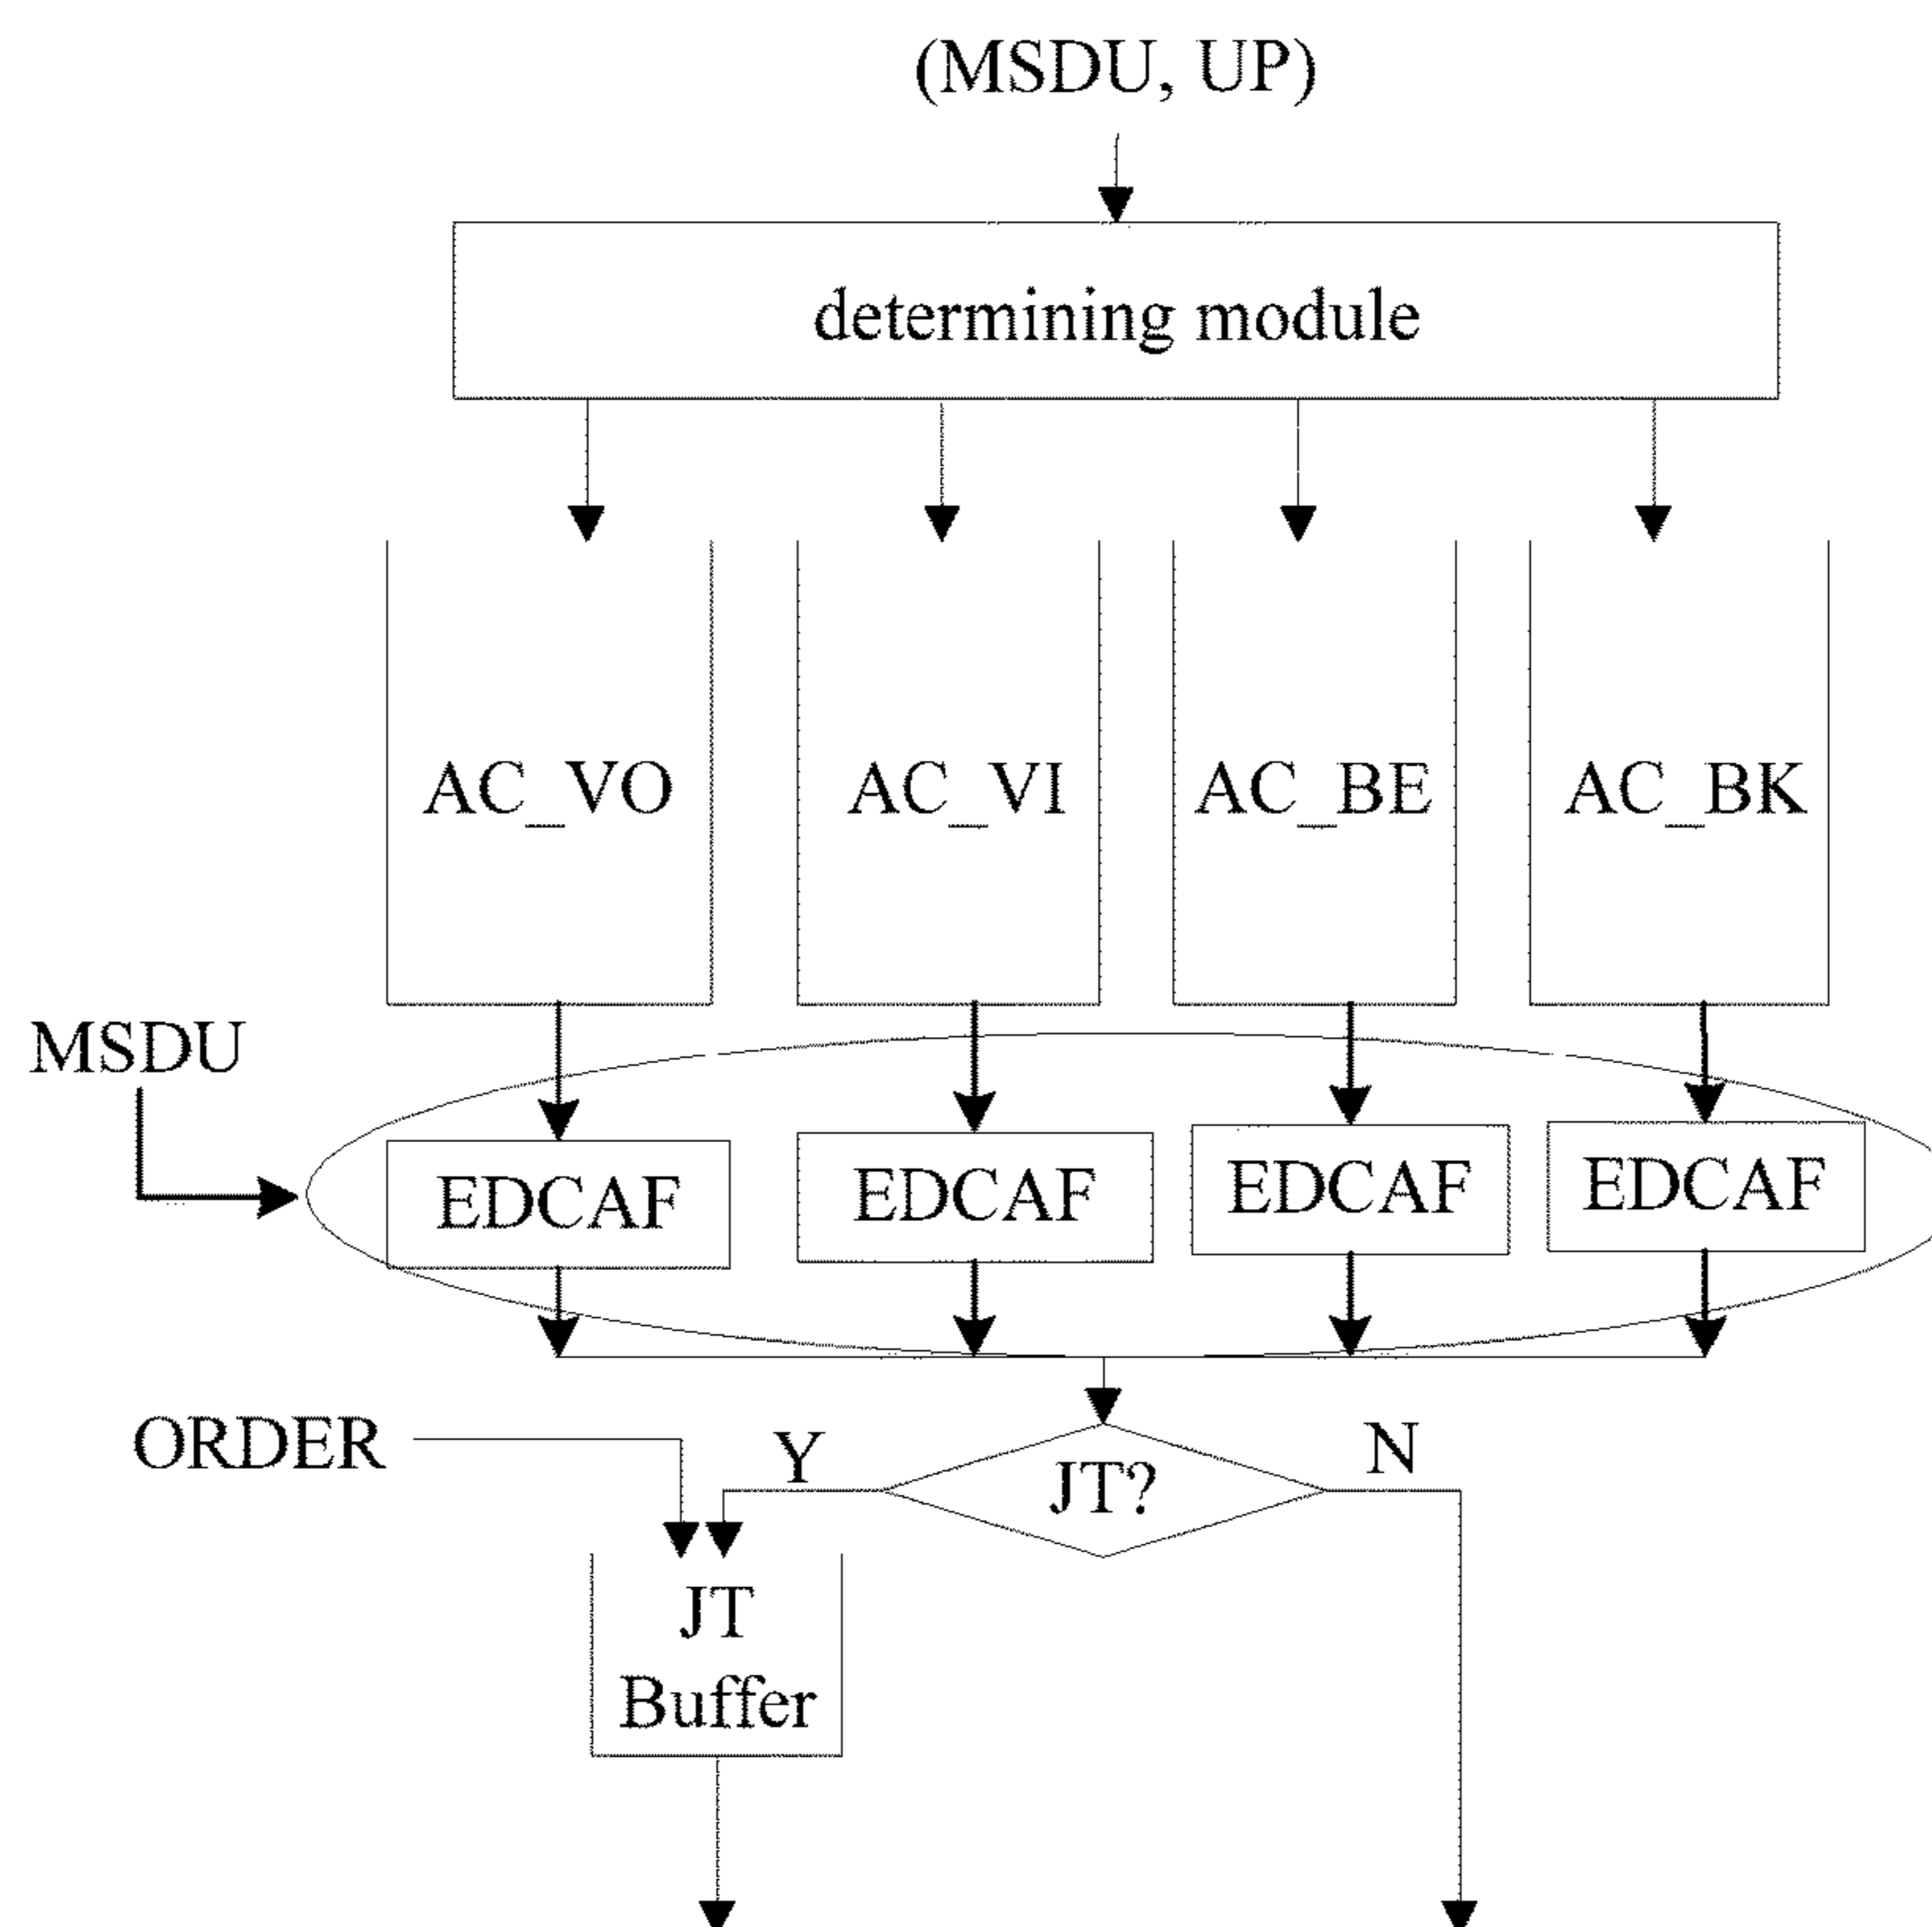 (MSDU, UP)
determining module
AC_VO
AC_VI
AC_BE
AC_BK
MSDU
EDCAF
EDCAF
EDCAF
EDCAF
ORDER
Y
JT?
N
JT
Buffer